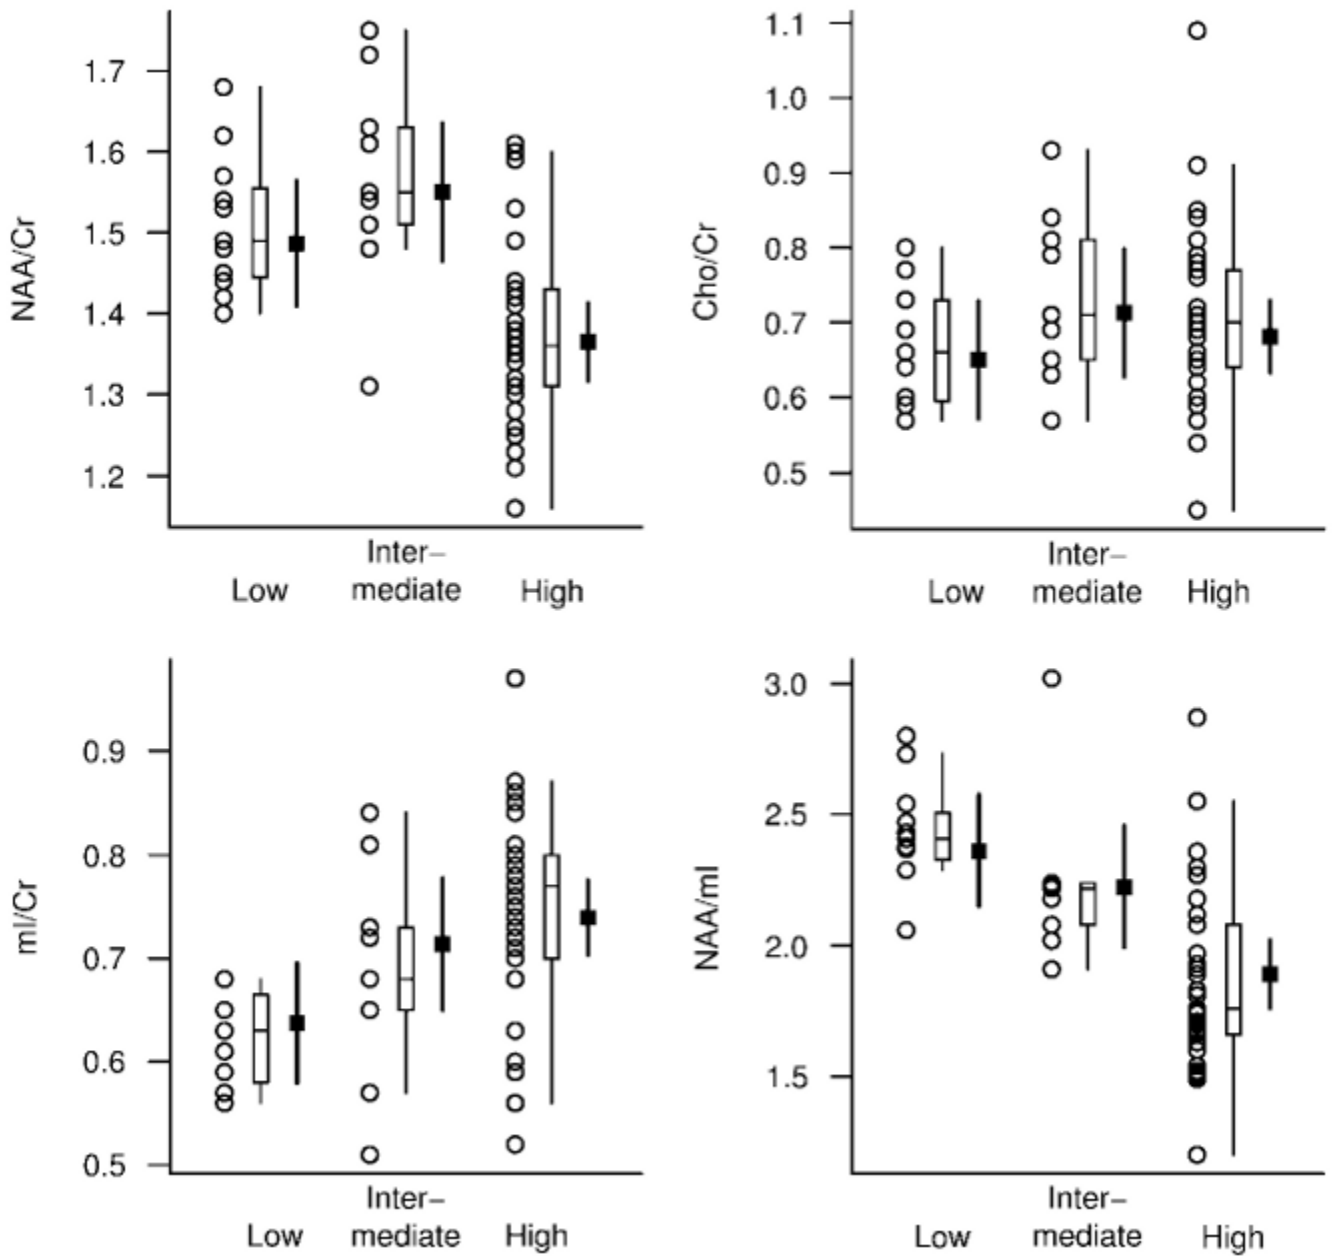 NAA/Cr
1.7
1.6
1.5
1.4
1.3
1.2
Low
Inter–
mediate
High
Cho/Cr
1.1
1.0
0.9
0.8
0.7
0.6
0.5
Low
Inter–
mediate
High
mI/Cr
0.9
0.8
0.7
0.6
0.5
Low
Inter–
mediate
High
NAA/mI
3.0
2.5
2.0
1.5
Low
Inter–
mediate
High